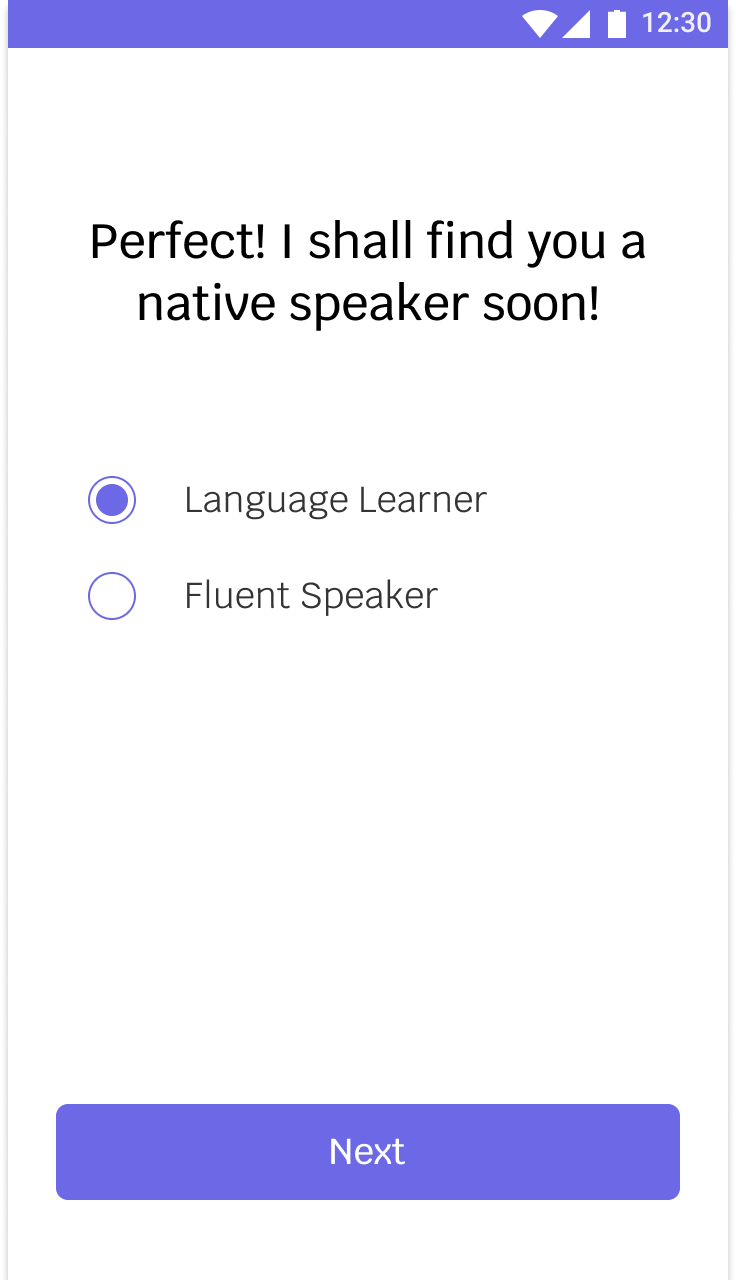 12:30
Perfect! I shall find you a
native speaker soon!
Language Learner
Fluent Speaker
Next